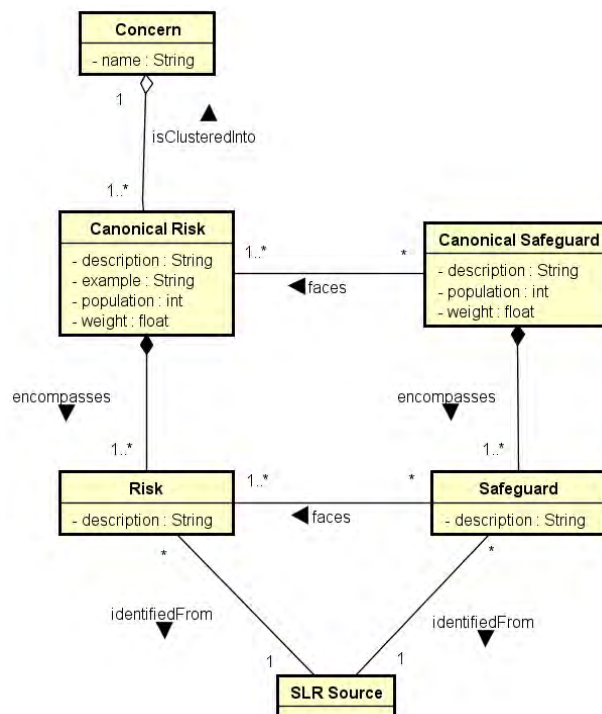 Concern
- name : String
1
isClusteredInto
1..*
Canonical Risk
- description : String
- example : String
- population : int
- weight : float
1..*
*
faces
Canonical Safeguard
- description : String
- population : int
- weight : float
encompasses
encompasses
1..*
1..*
Risk
- description : String
1..*
*
faces
Safeguard
- description : String
*
*
identifiedFrom
identifiedFrom
1
1
SLR Source